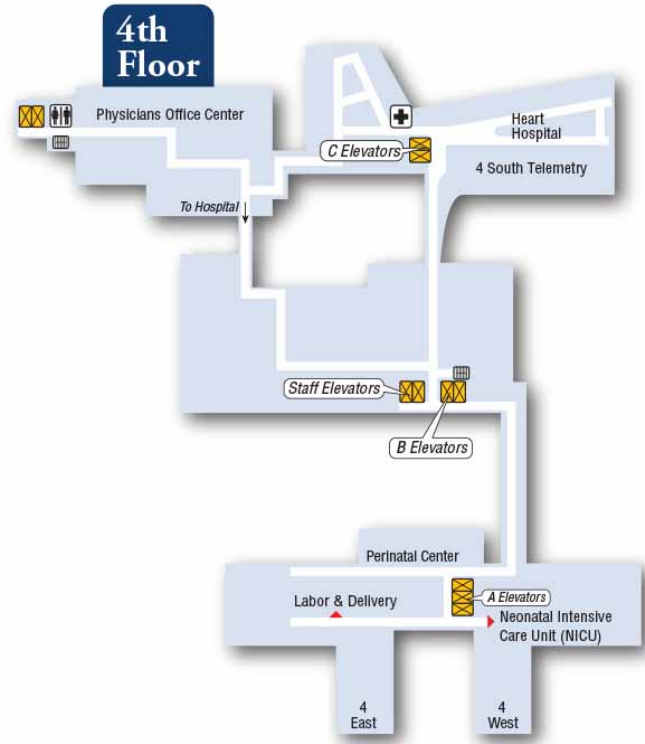 4th
Floor
Physicians Office Center
Heart
Hospital
C Elevators
4 South Telemetry
To Hospital
Staff Elevators
B Elevators
Perinatal Center
Labor & Delivery
A Elevators
Neonatal Intensive
Care Unit (NICU)
4
East
4
West